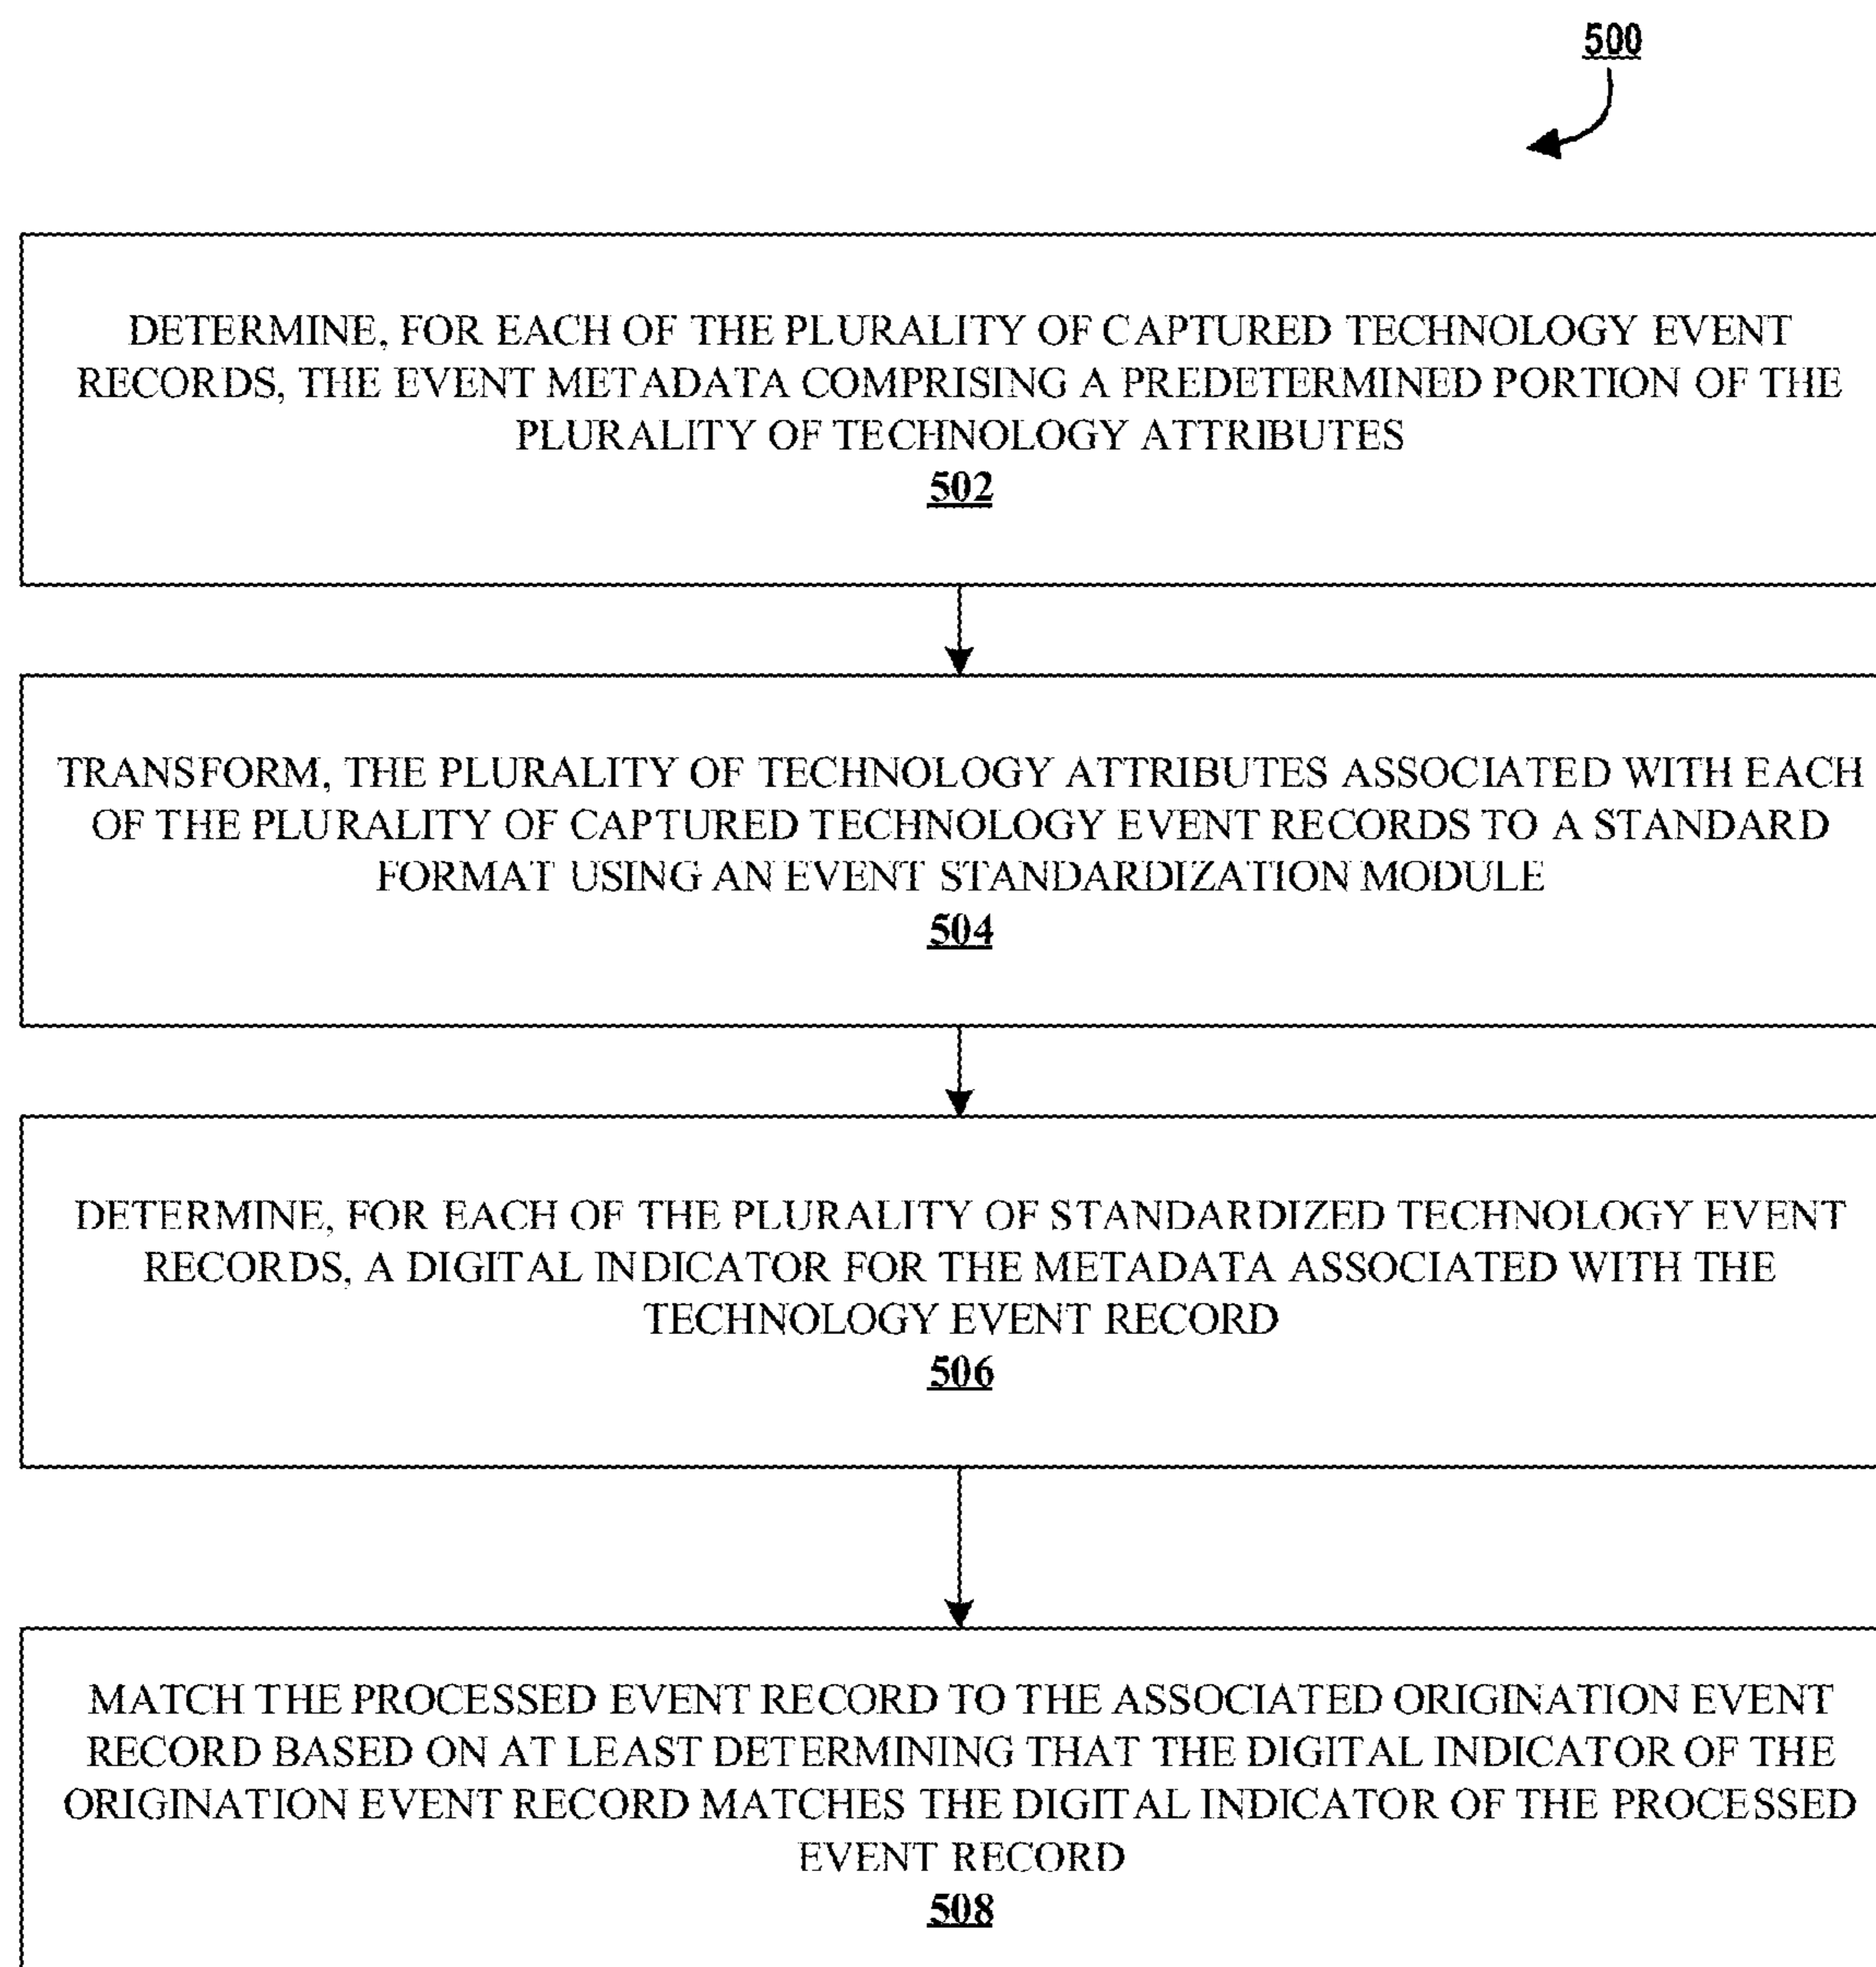 500
DETERMINE, FOR EACH OF THE PLURALITY OF CAPTURED TECHNOLOGY EVENT
RECORDS, THE EVENT METADATA COMPRISING A PREDETERMINED PORTION OF THE
PLURALITY OF TECHNOLOGY ATTRIBUTES
502
TRANSFORM, THE PLURALITY OF TECHNOLOGY ATTRIBUTES ASSOCIATED WITH EACH
OF THE PLURALITY OF CAPTURED TECHNOLOGY EVENT RECORDS TO A STANDARD
FORMAT USING AN EVENT STANDARDIZATION MODULE
504
DETERMINE, FOR EACH OF THE PLURALITY OF STANDARDIZED TECHNOLOGY EVENT
RECORDS, A DIGITAL INDICATOR FOR THE METADATA ASSOCIATED WITH THE
TECHNOLOGY EVENT RECORD
506
MATCH THE PROCESSED EVENT RECORD TO THE ASSOCIATED ORIGINATION EVENT
RECORD BASED ON AT LEAST DETERMINING THAT THE DIGITAL INDICATOR OF THE
ORIGINATION EVENT RECORD MATCHES THE DIGITAL INDICATOR OF THE PROCESSED
EVENT RECORD
508